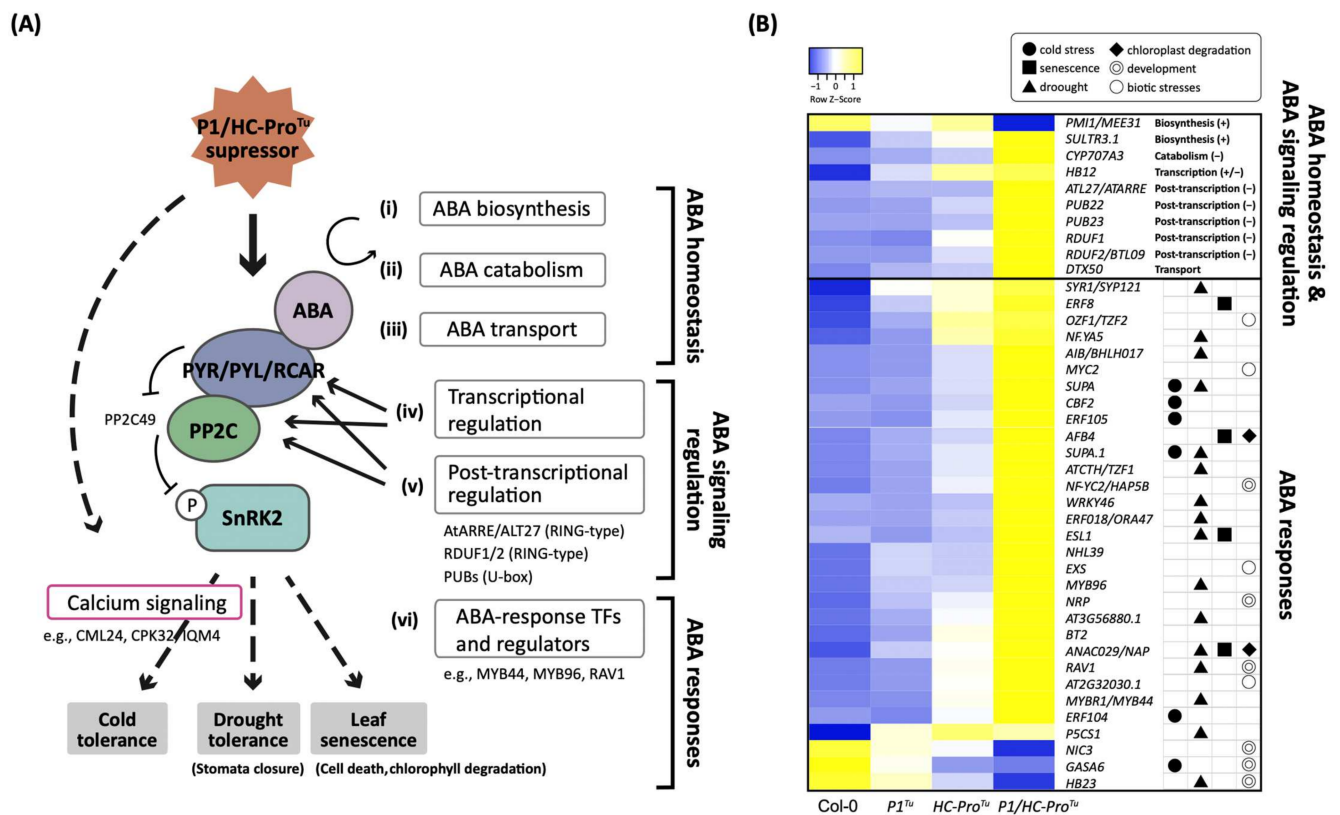 (A)
P1/HC-ProTu
supressor
(i) ABA biosynthesis
(ii) ABA catabolism
(iii) ABA transport
ABA homeostasis
ABA
PYR/PYL/RCAR
PP2C49
PP2C
P
SnRK2
(iv) Transcriptional
regulation
(v) Post-transcriptional
regulation
AtARRE/ALT27 (RING-type)
RDUF1/2 (RING-type)
PUBs (U-box)
ABA signaling
regulation
Calcium signaling
e.g., CML24, CPK32, IQM4
(vi) ABA-response TFs
and regulators
e.g., MYB44, MYB96, RAV1
ABA responses
Cold
tolerance
Drought
tolerance
(Stomata closure)
Leaf
senescence
(Cell death,chlorophyll degradation)
(B)
−1 0 1
Row Z−Score
cold stress
chloroplast degradation
senescence
development
droought
biotic stresses
PMI1/MEE31 Biosynthesis (+)
SULTR3.1 Biosynthesis (+)
CYP707A3 Catabolism (−)
HB12 Transcription (+/−)
ATL27/ATARRE Post-transcription (−)
PUB22 Post-transcription (−)
PUB23 Post-transcription (−)
RDUF1 Post-transcription (−)
RDUF2/BTL09 Post-transcription (−)
DTX50 Transport
SYR1/SYP121
ERF8
OZF1/TZF2
NF.YA5
AIB/BHLH017
MYC2
SUPA
CBF2
ERF105
AFB4
SUPA.1
ATCTH/TZF1
NF-YC2/HAP5B
WRKY46
ERF018/ORA47
ESL1
NHL39
EXS
MYB96
NRP
AT3G56880.1
BT2
ANAC029/NAP
RAV1
AT2G32030.1
MYBR1/MYB44
ERF104
P5CS1
NIC3
GASA6
HB23
Col-0 P1Tu HC-ProTu P1/HC-ProTu
ABA homeostasis &
ABA signaling regulation
ABA responses